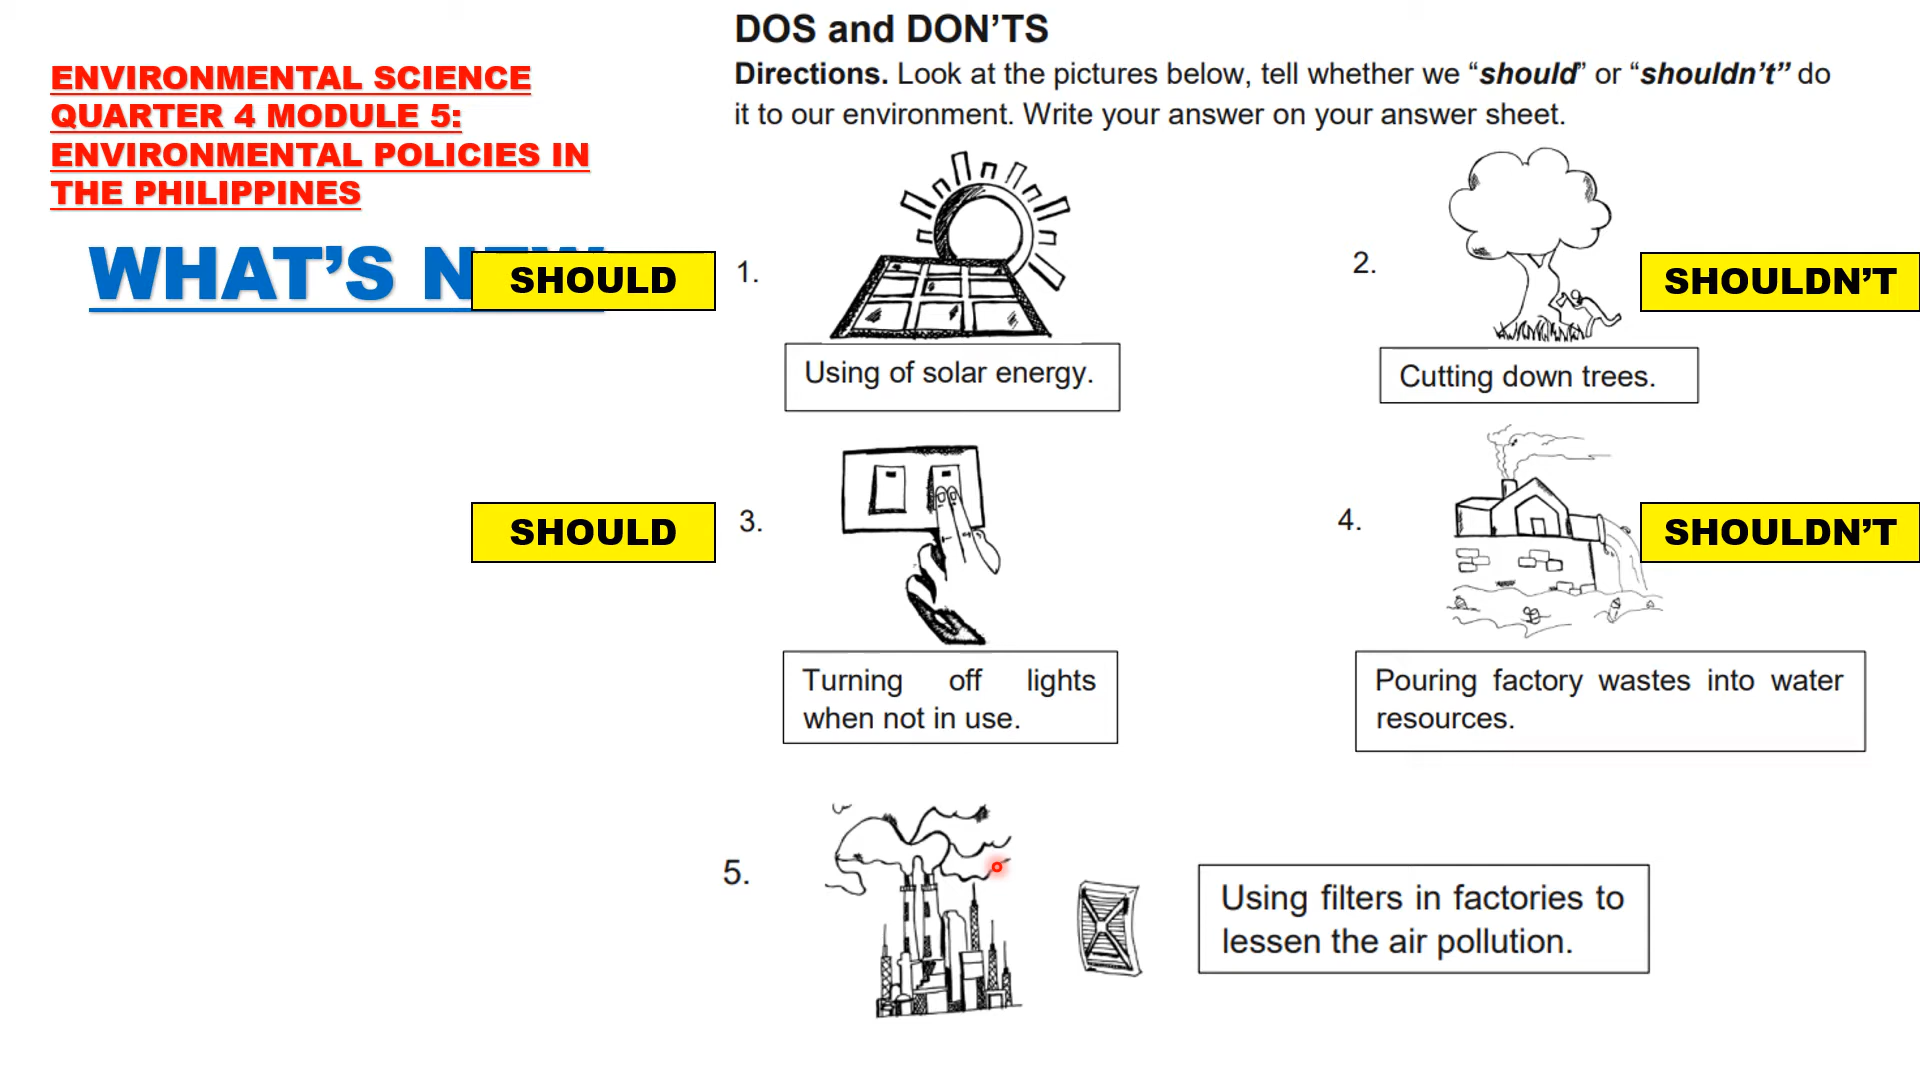 ENVIRONMENTAL SCIENCE
QUARTER 4 MODULE 5:
ENVIRONMENTAL POLICIES IN
THE PHILIPPINES
WHAT’S NEW
DOS and DON’TS
Directions. Look at the pictures below, tell whether we “should” or “shouldn’t” do
it to our environment. Write your answer on your answer sheet.
SHOULD
1.
Using of solar energy.
2.
SHOULDN’T
Cutting down trees.
SHOULD
3.
Turning off lights
when not in use.
4.
SHOULDN’T
Pouring factory wastes into water
resources.
5.
Using filters in factories to
lessen the air pollution.